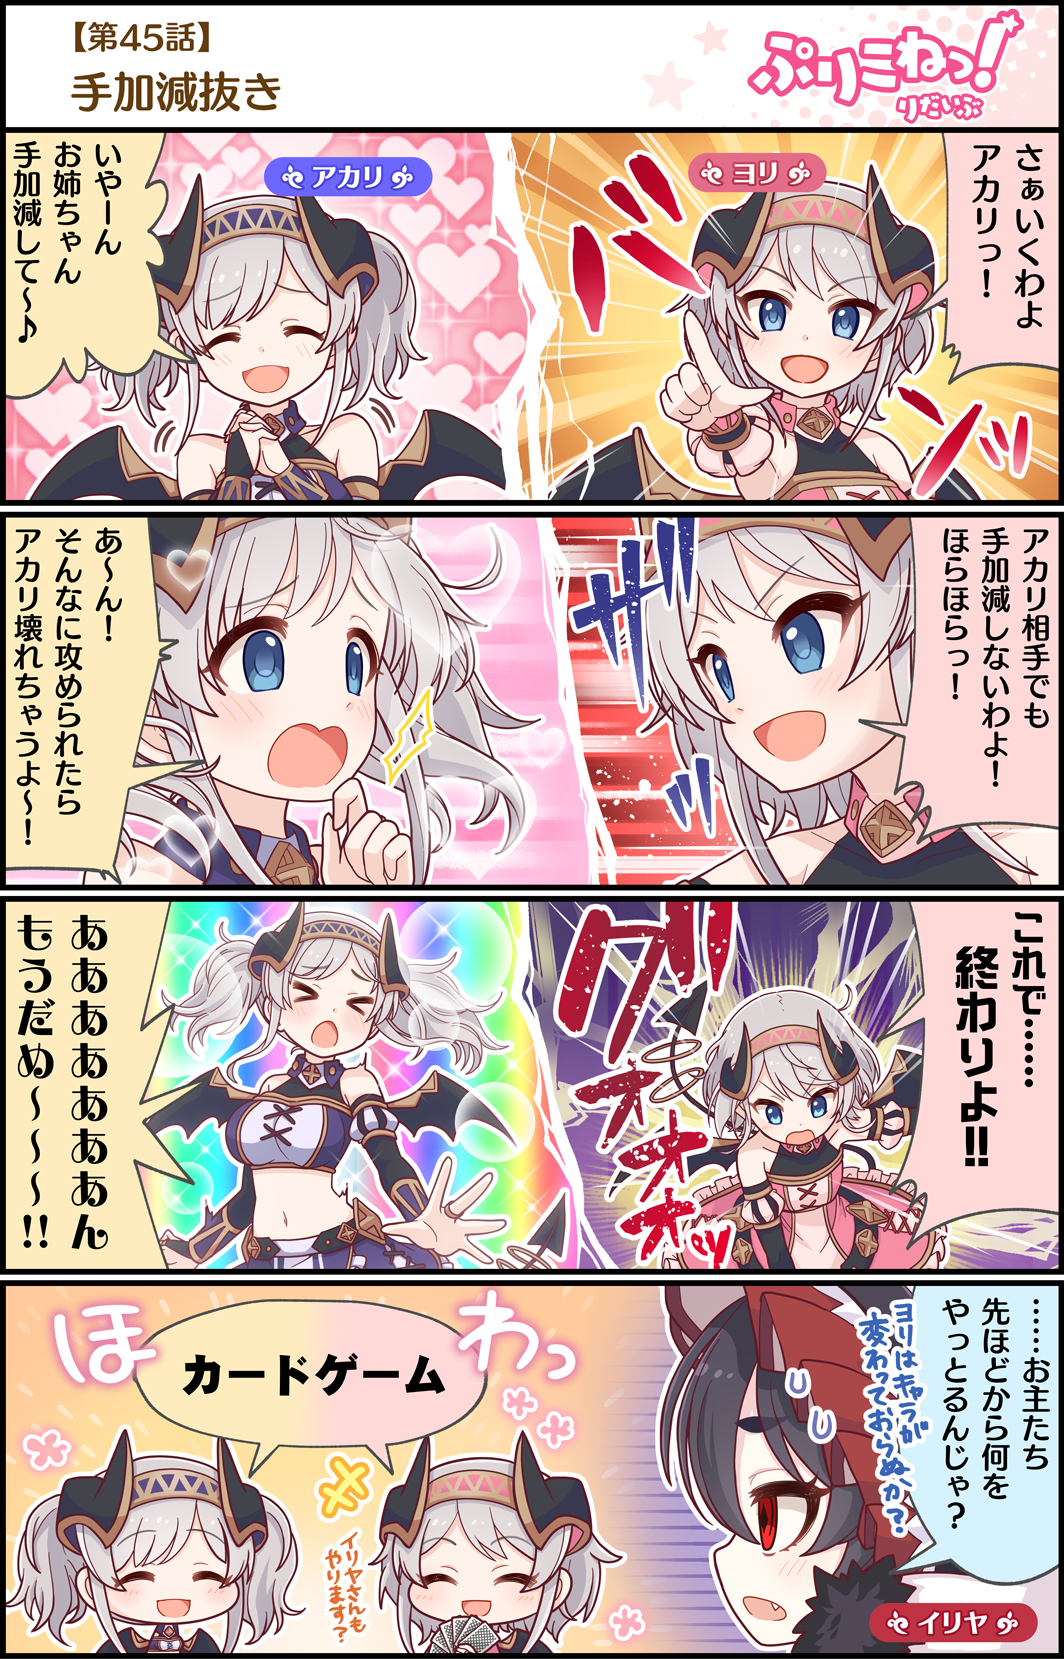 【第45話】
手加減抜き
ぷりこねっ!
りだいぶ
ヨリ
さぁいくわよ
アカリっ!
バッ
アカリ
いやーん
お姉ちゃん
手加減して～♪
アカリ相手でも
手加減しないわよ!
ほらほらっ!
ザッ
あ～ん!
そんなに攻められたら
アカリ壊れちゃうよ～!
これで……
終わりよ!!
グオオオオ
ああああああん
もうだめ～～～!!
……お主たち
先ほどから何を
やっとるんじゃ?
ヨリはキャラが
変わっておらぬか?
イリヤ
ほわっ
カードゲーム
イリヤさんも
やります?